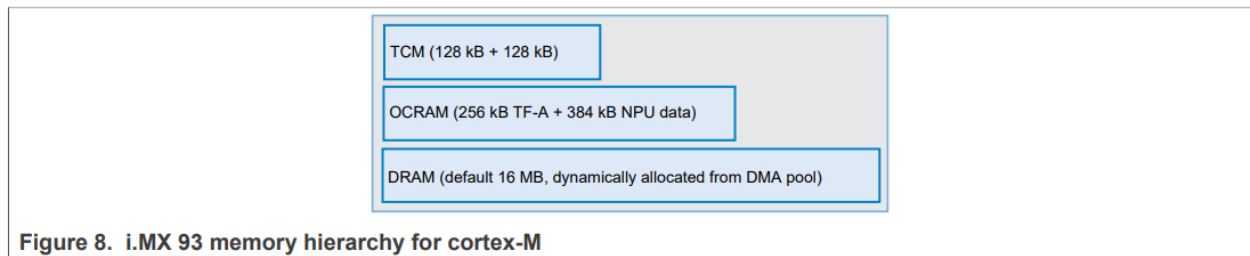 TCM (128 kB + 128 kB)
OCRAM (256 kB TF-A + 384 kB NPU data)
DRAM (default 16 MB, dynamically allocated from DMA pool)
Figure 8. i.MX 93 memory hierarchy for cortex-M